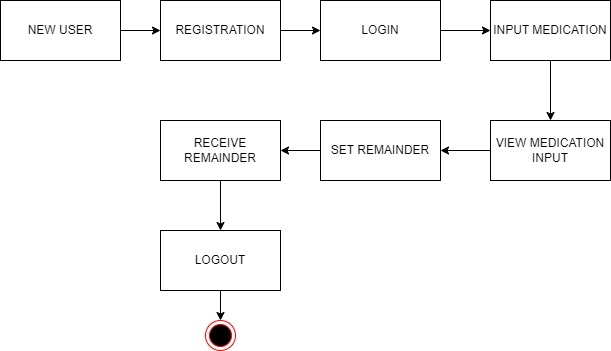 NEW USER
REGISTRATION
LOGIN
INPUT MEDICATION
VIEW MEDICATION
INPUT
SET REMAINDER
RECEIVE
REMAINDER
LOGOUT